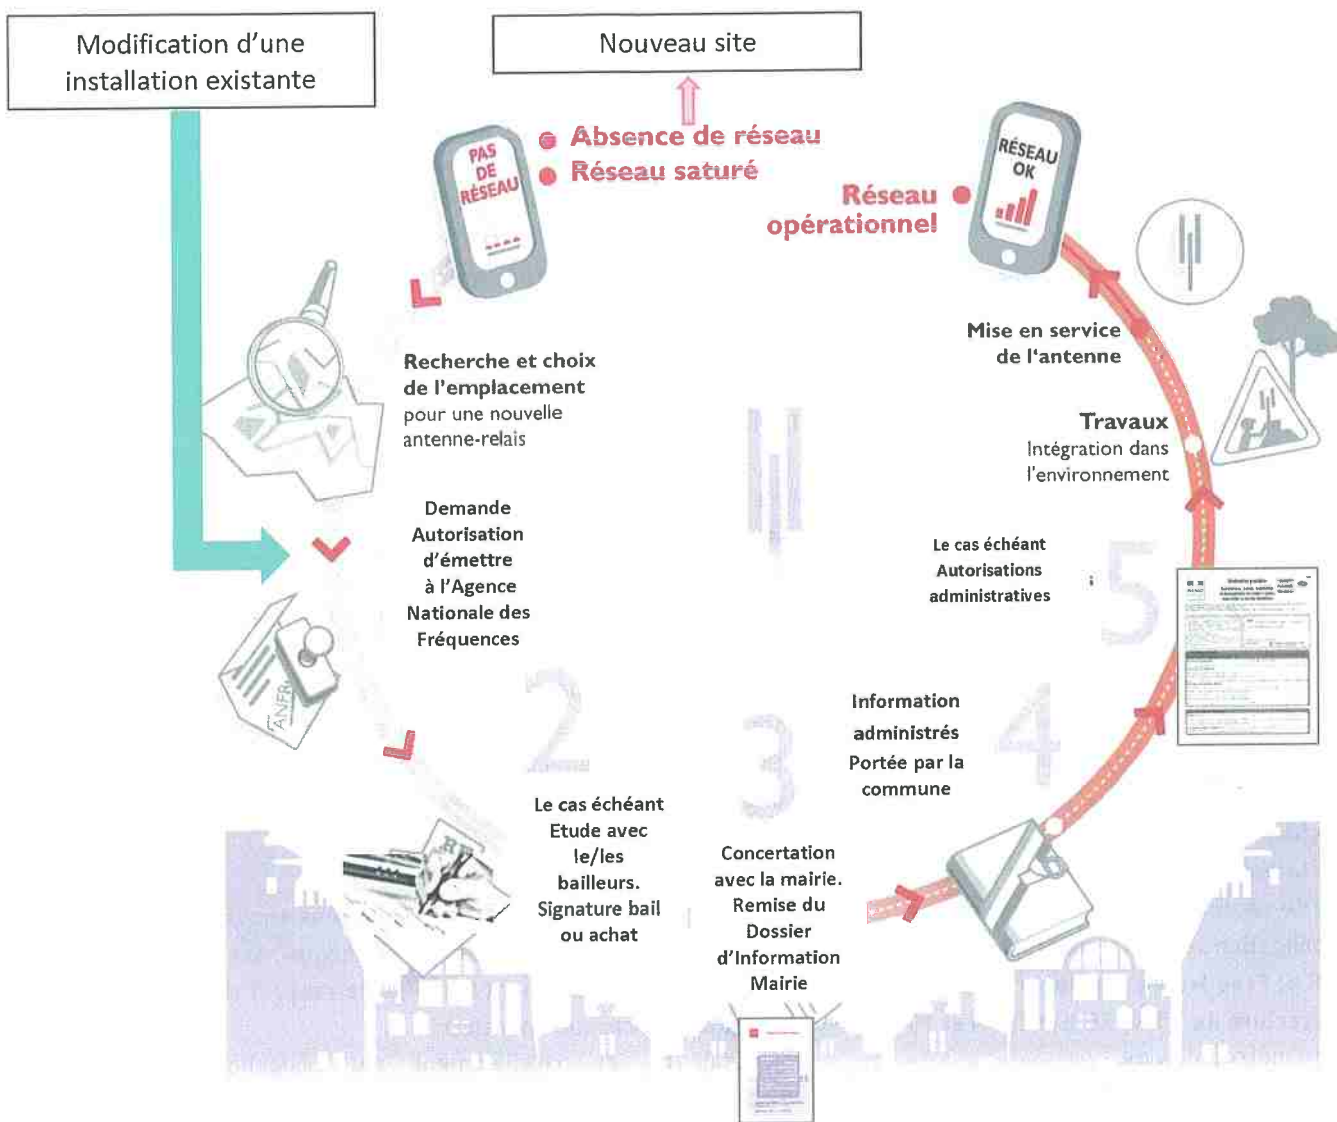 Modification d'une
installation existante
Nouveau site
Absence de réseau
Réseau saturé
PAS
DE
RÉSEAU
RÉSEAU
OK
Réseau
opérationnel
Recherche et choix
de l'emplacement
pour une nouvelle
antenne-relais
Demande
Autorisation
d'émettre
à l'Agence
Nationale des
Fréquences
ANFR
2
Le cas échéant
Etude avec
le/les
bailleurs.
Signature bail
ou achat
3
Concertation
avec la mairie.
Remise du
Dossier
d'Information
Mairie
4
Information
administrés
Portée par la
commune
5
Le cas échéant
Autorisations
administratives
Travaux
Intégration dans
l'environnement
Mise en service
de l'antenne